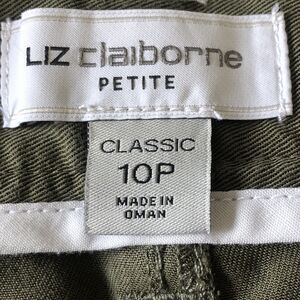 LIZ claiborne
PETITE
CLASSIC
10P
MADE IN
OMAN